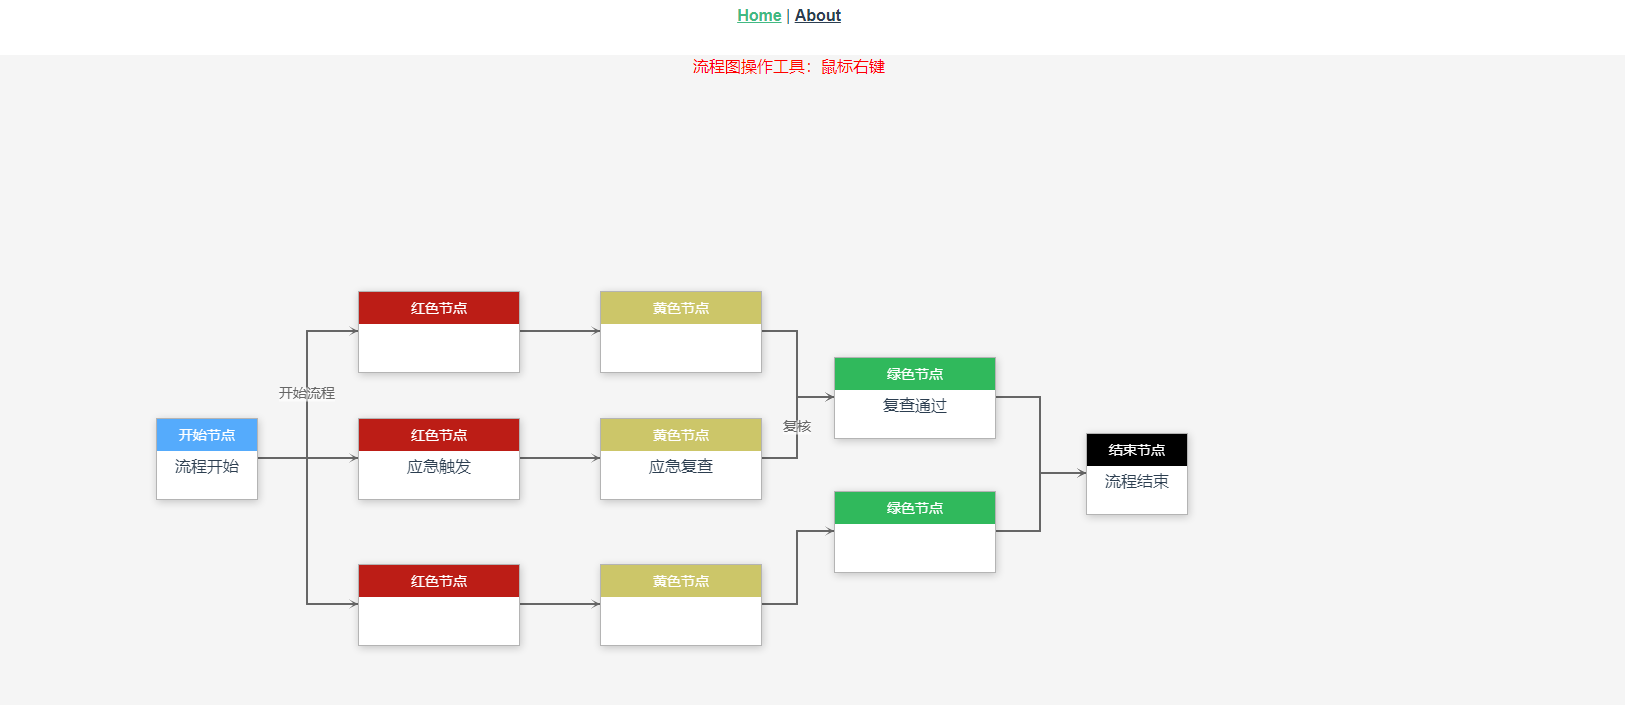 Home | About
流程图操作工具：鼠标右键
红色节点
黄色节点
绿色节点
复查通过
开始流程
开始节点
流程开始
红色节点
应急触发
黄色节点
应急复查
复核
结束节点
流程结束
绿色节点
红色节点
黄色节点